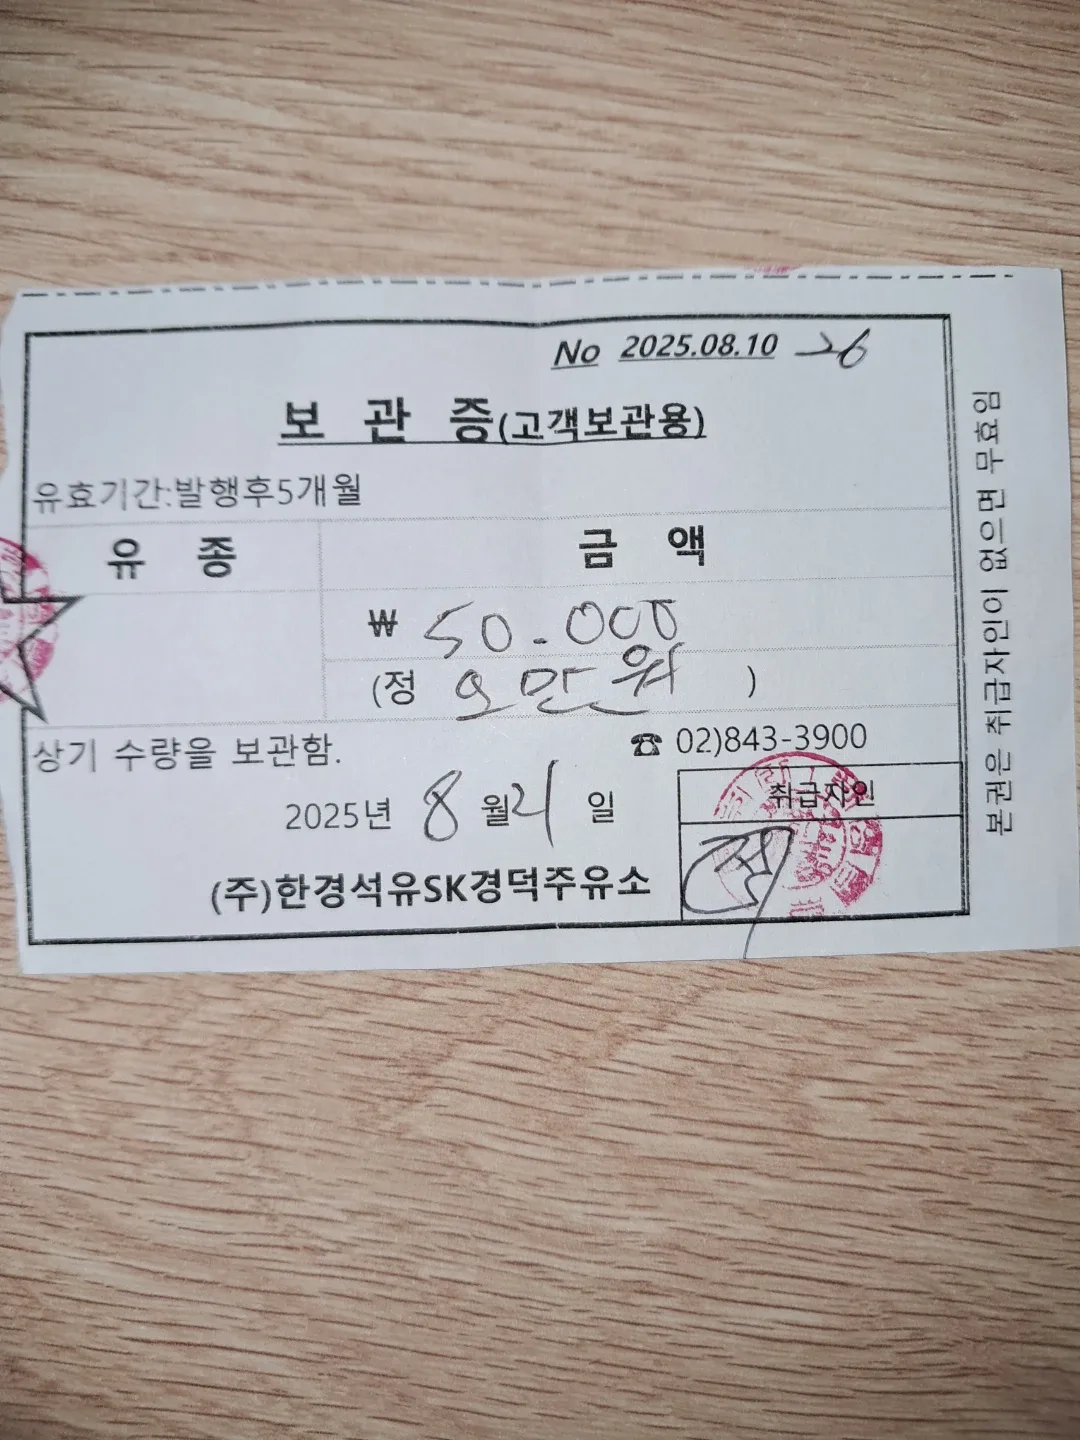 No 2025.08.10 26
보 관 증(고객보관용)
유효기간:발행후5개월
유 종 금 액
₩ 50.000
(정 오만원 )
상기 수량을 보관함. ☎ 02)843-3900
2025년 8월 21일
취급자인
(주)한경석유SK경덕주유소
본권은 취급자인이 없으면 무효임